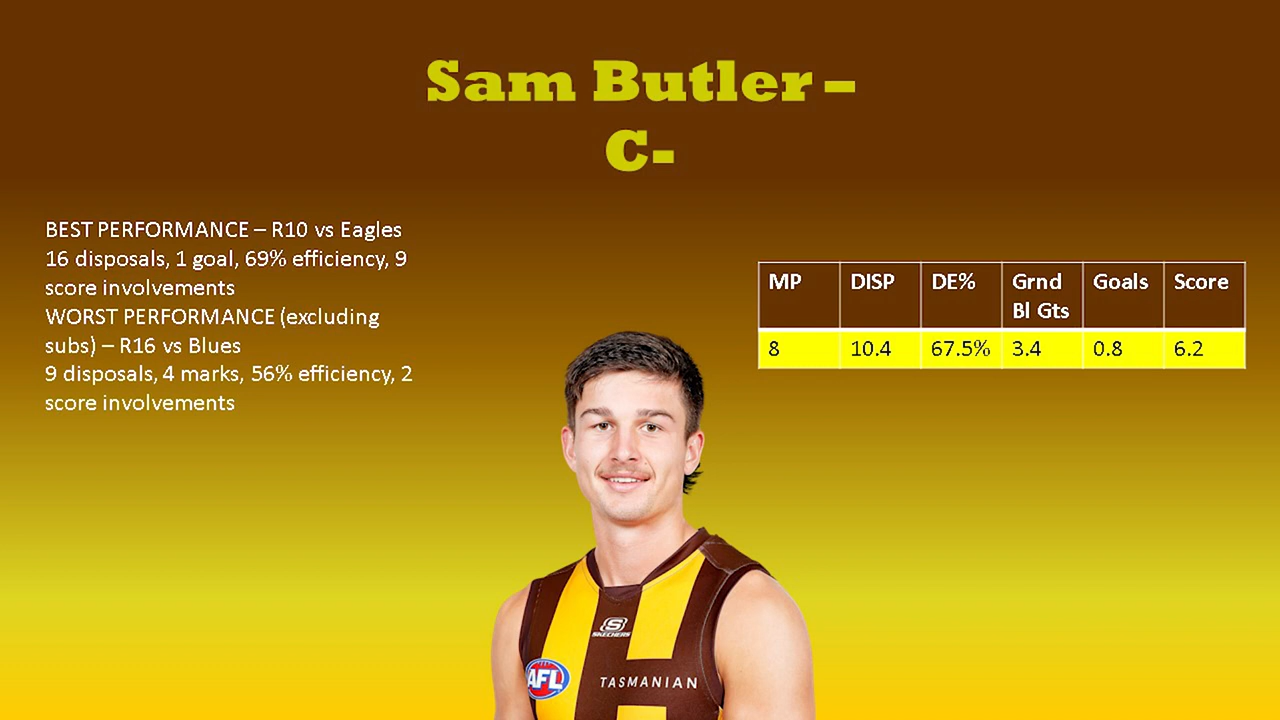 Sam Butler –
C-
BEST PERFORMANCE – R10 vs Eagles
16 disposals, 1 goal, 69% efficiency, 9
score involvements
WORST PERFORMANCE (excluding
subs) – R16 vs Blues
9 disposals, 4 marks, 56% efficiency, 2
score involvements
MP DISP DE% Grnd Bl Gts Goals Score
8 10.4 67.5% 3.4 0.8 6.2
S
SKECHERS
AFL
TASMANIAN